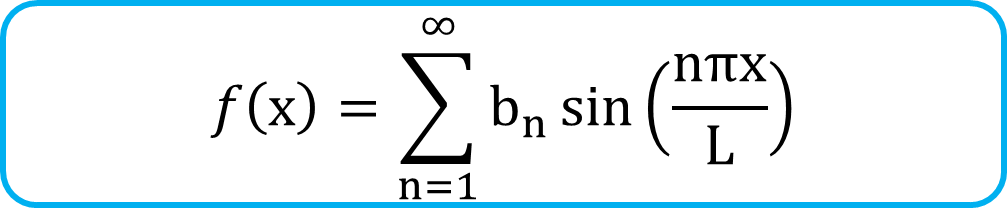 f(x) = ∑_{n=1}^{∞} b_n sin(nπx/L)